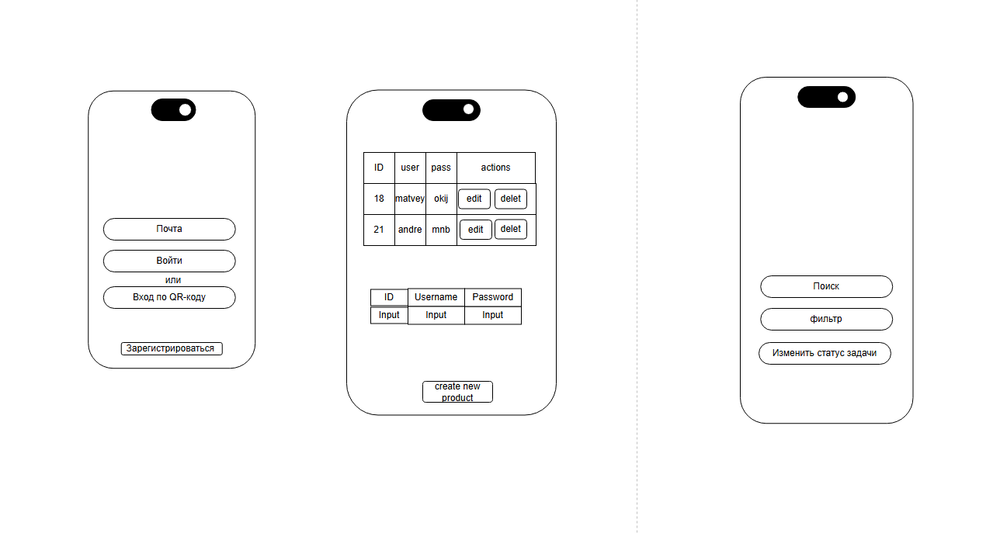 Почта
Войти
или
Вход по QR-коду
Зарегистрироваться
ID user pass actions
18 matvey okij edit delet
21 andre mnb edit delet
ID Username Password
Input Input Input
create new
product
Поиск
фильтр
Изменить статус задачи